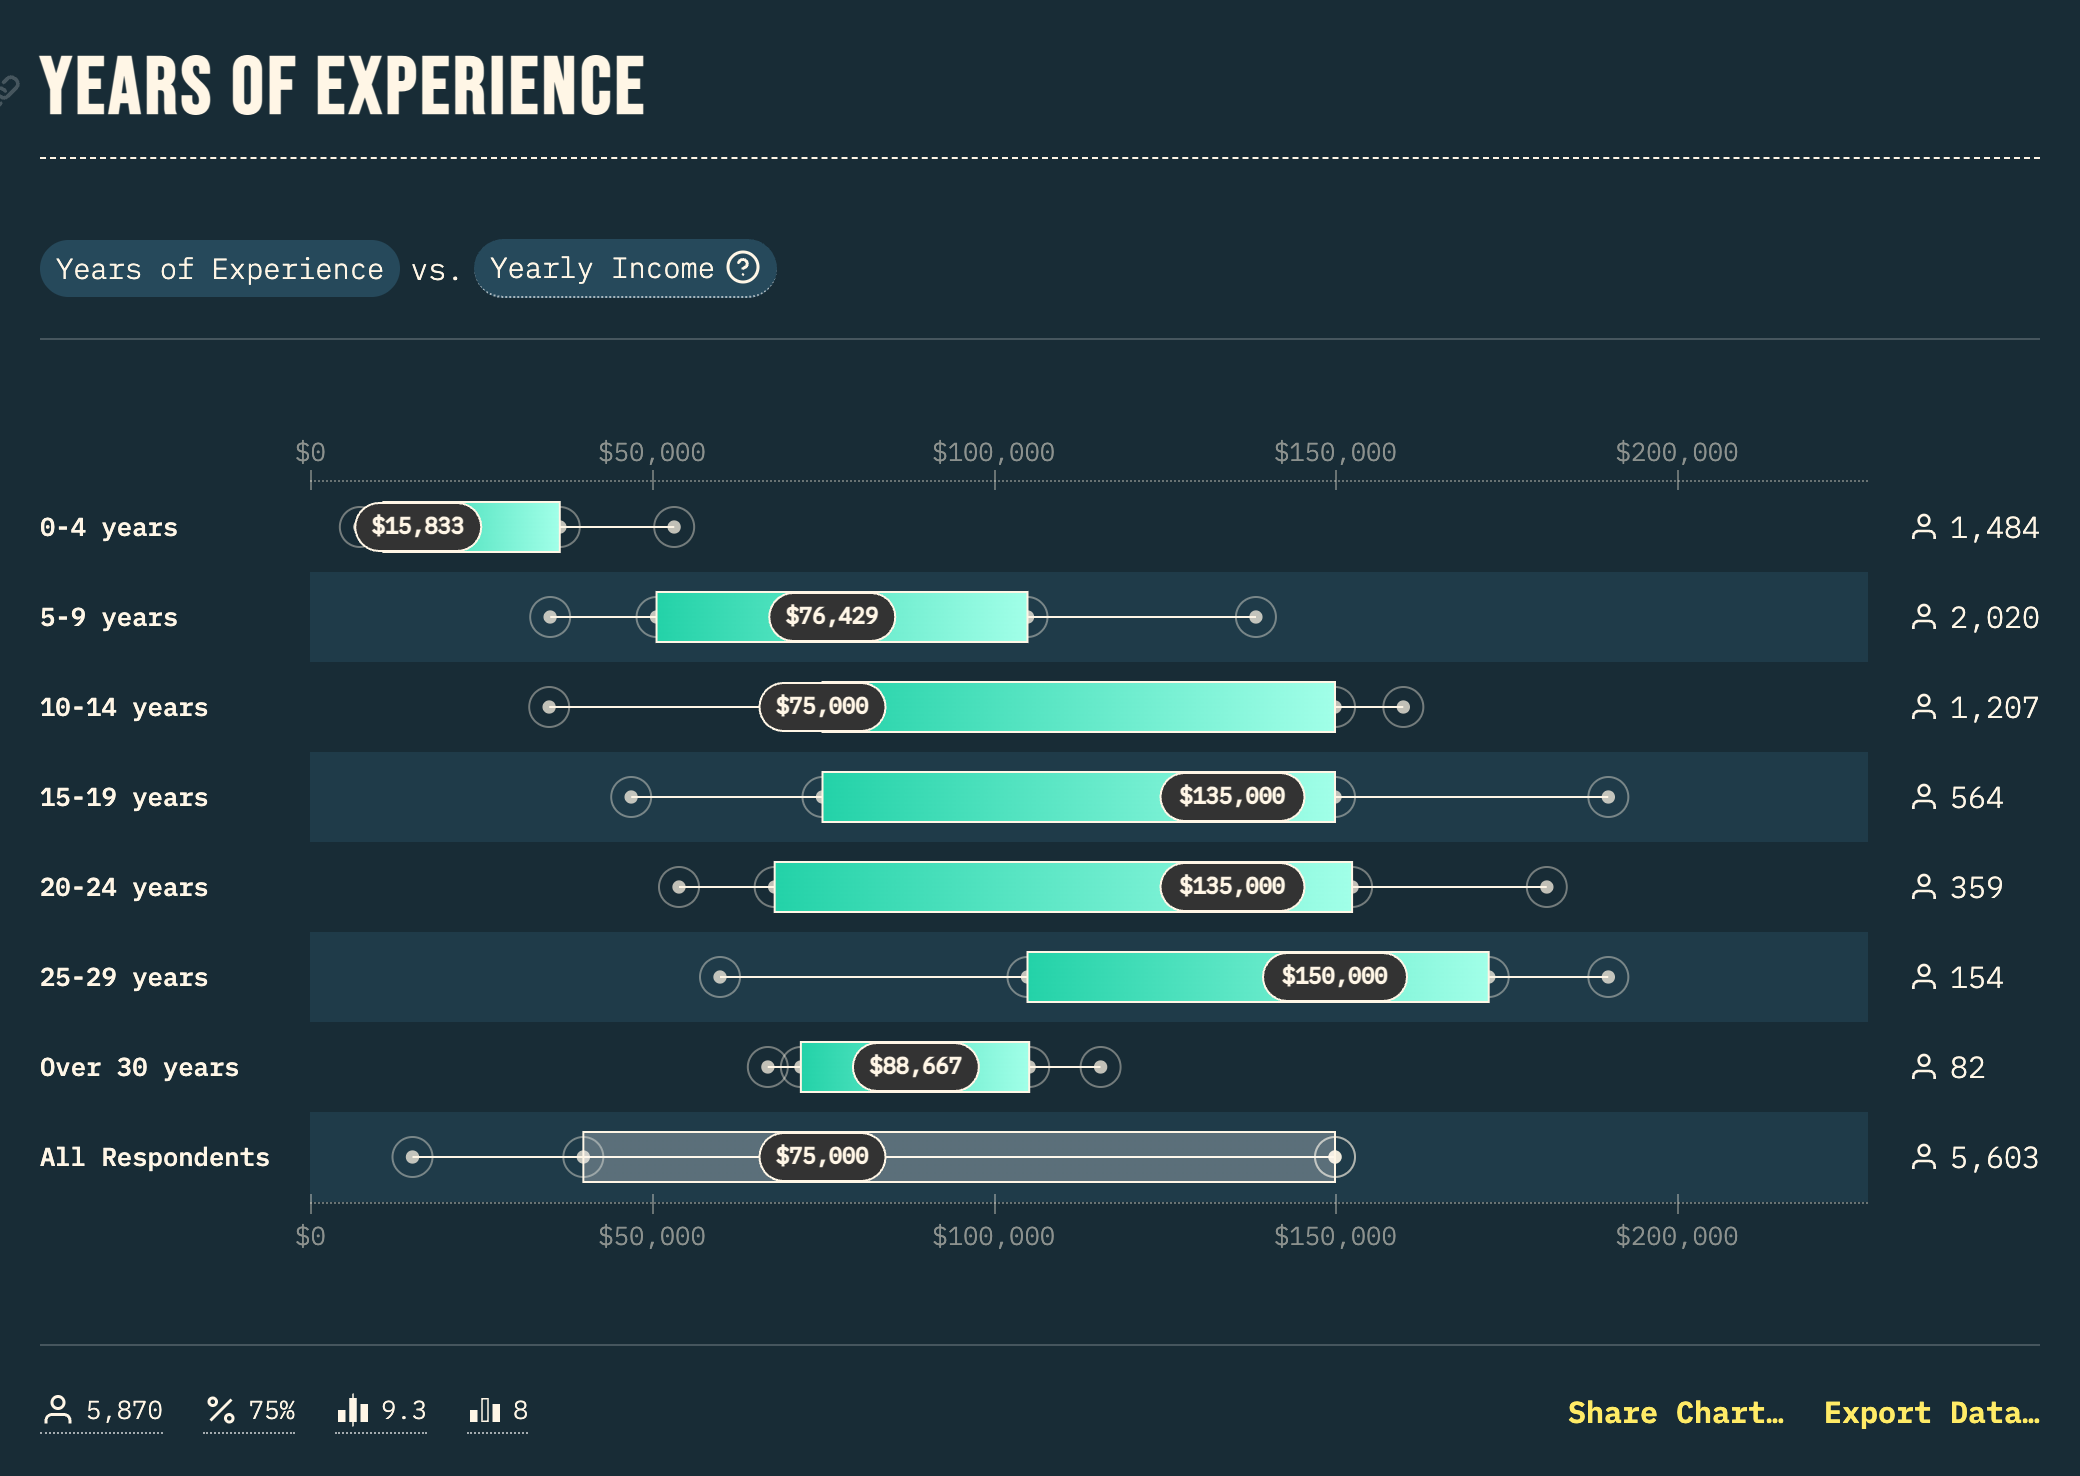 YEARS OF EXPERIENCE
Years of Experience vs. Yearly Income ?
$0 $50,000 $100,000 $150,000 $200,000
0-4 years $15,833 1,484
5-9 years $76,429 2,020
10-14 years $75,000 1,207
15-19 years $135,000 564
20-24 years $135,000 359
25-29 years $150,000 154
Over 30 years $88,667 82
All Respondents $75,000 5,603
$0 $50,000 $100,000 $150,000 $200,000
5,870 % 75% 9.3 8 Share Chart… Export Data…